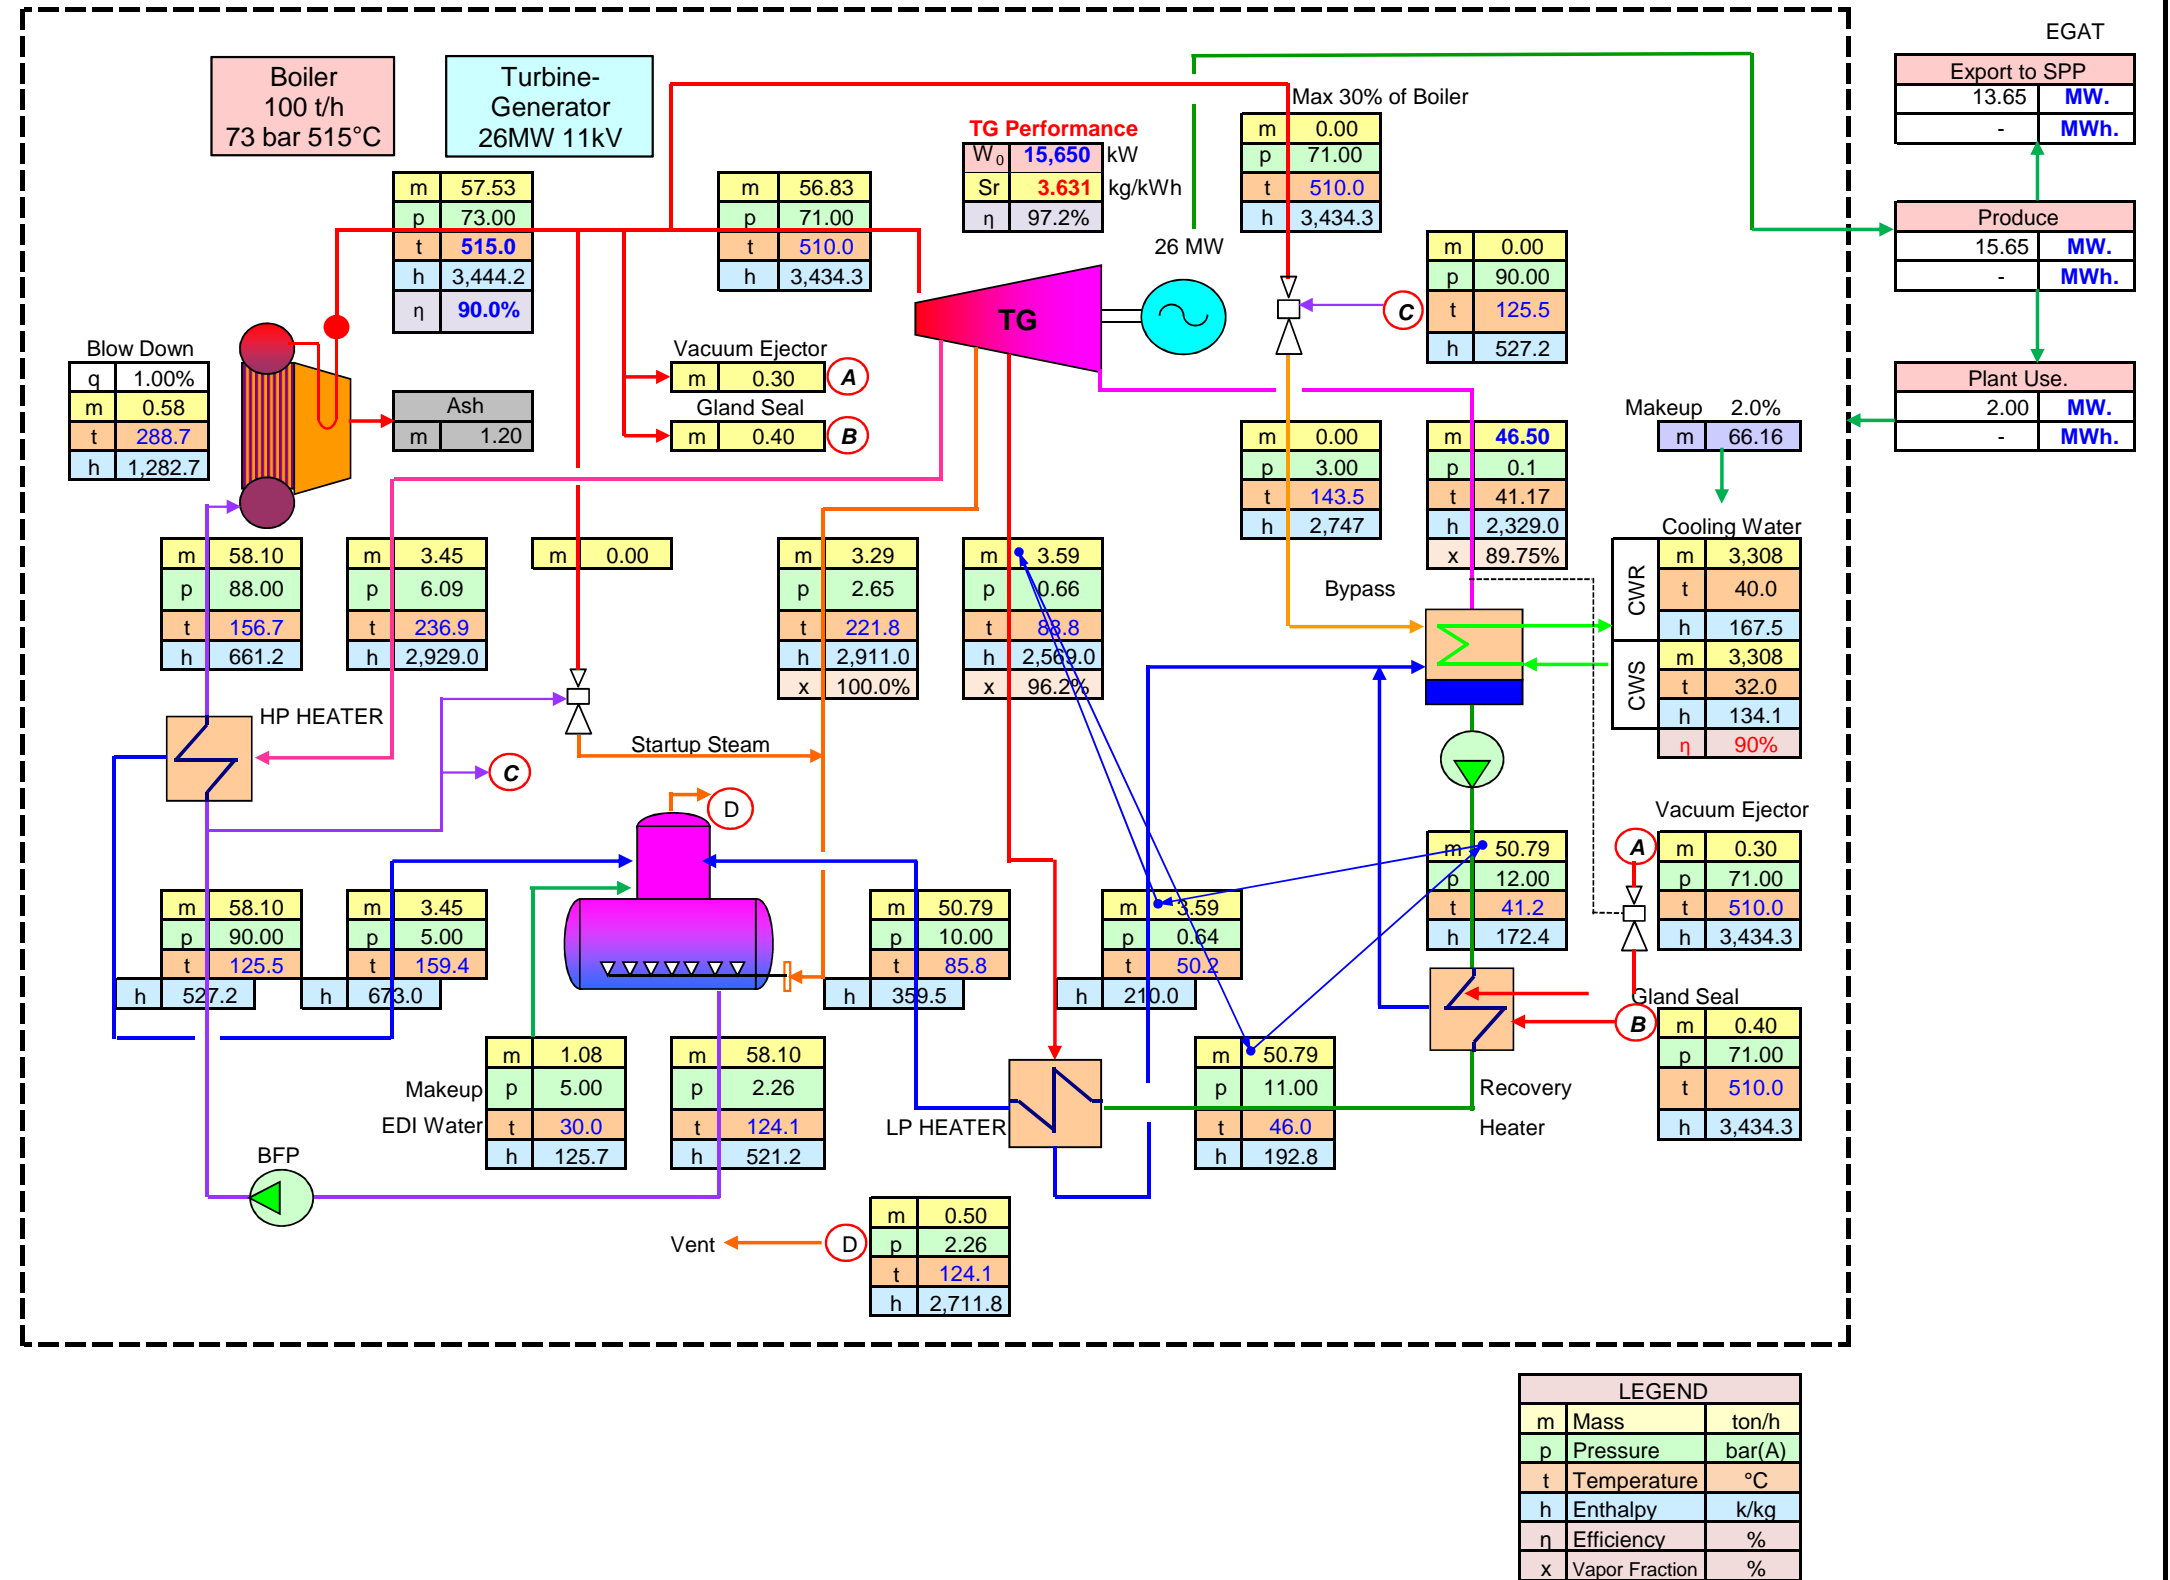 EGAT
Export to SPP
13.65 MW.
- MWh.
Produce
15.65 MW.
- MWh.
Plant Use.
2.00 MW.
- MWh.
Boiler
100 t/h
73 bar 515°C
Turbine-
Generator
26MW 11kV
m 57.53
p 73.00
t 515.0
h 3,444.2
η 90.0%
m 56.83
p 71.00
t 510.0
h 3,434.3
TG Performance
W0 15,650 kW
Sr 3.631 kg/kWh
η 97.2%
26 MW
TG
Max 30% of Boiler
m 0.00
p 71.00
t 510.0
h 3,434.3
m 0.00
p 90.00
t 125.5
h 527.2
C
Blow Down
q 1.00%
m 0.58
t 288.7
h 1,282.7
Ash
m 1.20
Vacuum Ejector
m 0.30
A
Gland Seal
m 0.40
B
m 0.00
p 3.00
t 143.5
h 2,747
m 46.50
p 0.1
t 41.17
h 2,329.0
x 89.75%
Makeup 2.0%
m 66.16
Cooling Water
CWR
m 3,308
t 40.0
h 167.5
CWS
m 3,308
t 32.0
h 134.1
η 90%
m 58.10
p 88.00
t 156.7
h 661.2
m 3.45
p 6.09
t 236.9
h 2,929.0
m 0.00
m 3.29
p 2.65
t 221.8
h 2,911.0
x 100.0%
m 3.59
p 0.66
t 88.8
h 2,569.0
x 96.2%
Bypass
HP HEATER
Startup Steam
C
D
Vacuum Ejector
A
m 0.30
p 71.00
t 510.0
h 3,434.3
m 50.79
p 12.00
t 41.2
h 172.4
m 58.10
p 90.00
t 125.5
h 527.2
m 3.45
p 5.00
t 159.4
h 673.0
m 50.79
p 10.00
t 85.8
h 359.5
m 3.59
p 0.64
t 50.2
h 210.0
Gland Seal
B
m 0.40
p 71.00
t 510.0
h 3,434.3
Makeup
EDI Water
m 1.08
p 5.00
t 30.0
h 125.7
m 58.10
p 2.26
t 124.1
h 521.2
LP HEATER
m 50.79
p 11.00
t 46.0
h 192.8
Recovery
Heater
BFP
Vent
D
m 0.50
p 2.26
t 124.1
h 2,711.8
LEGEND
m Mass ton/h
p Pressure bar(A)
t Temperature °C
h Enthalpy k/kg
η Efficiency %
x Vapor Fraction %